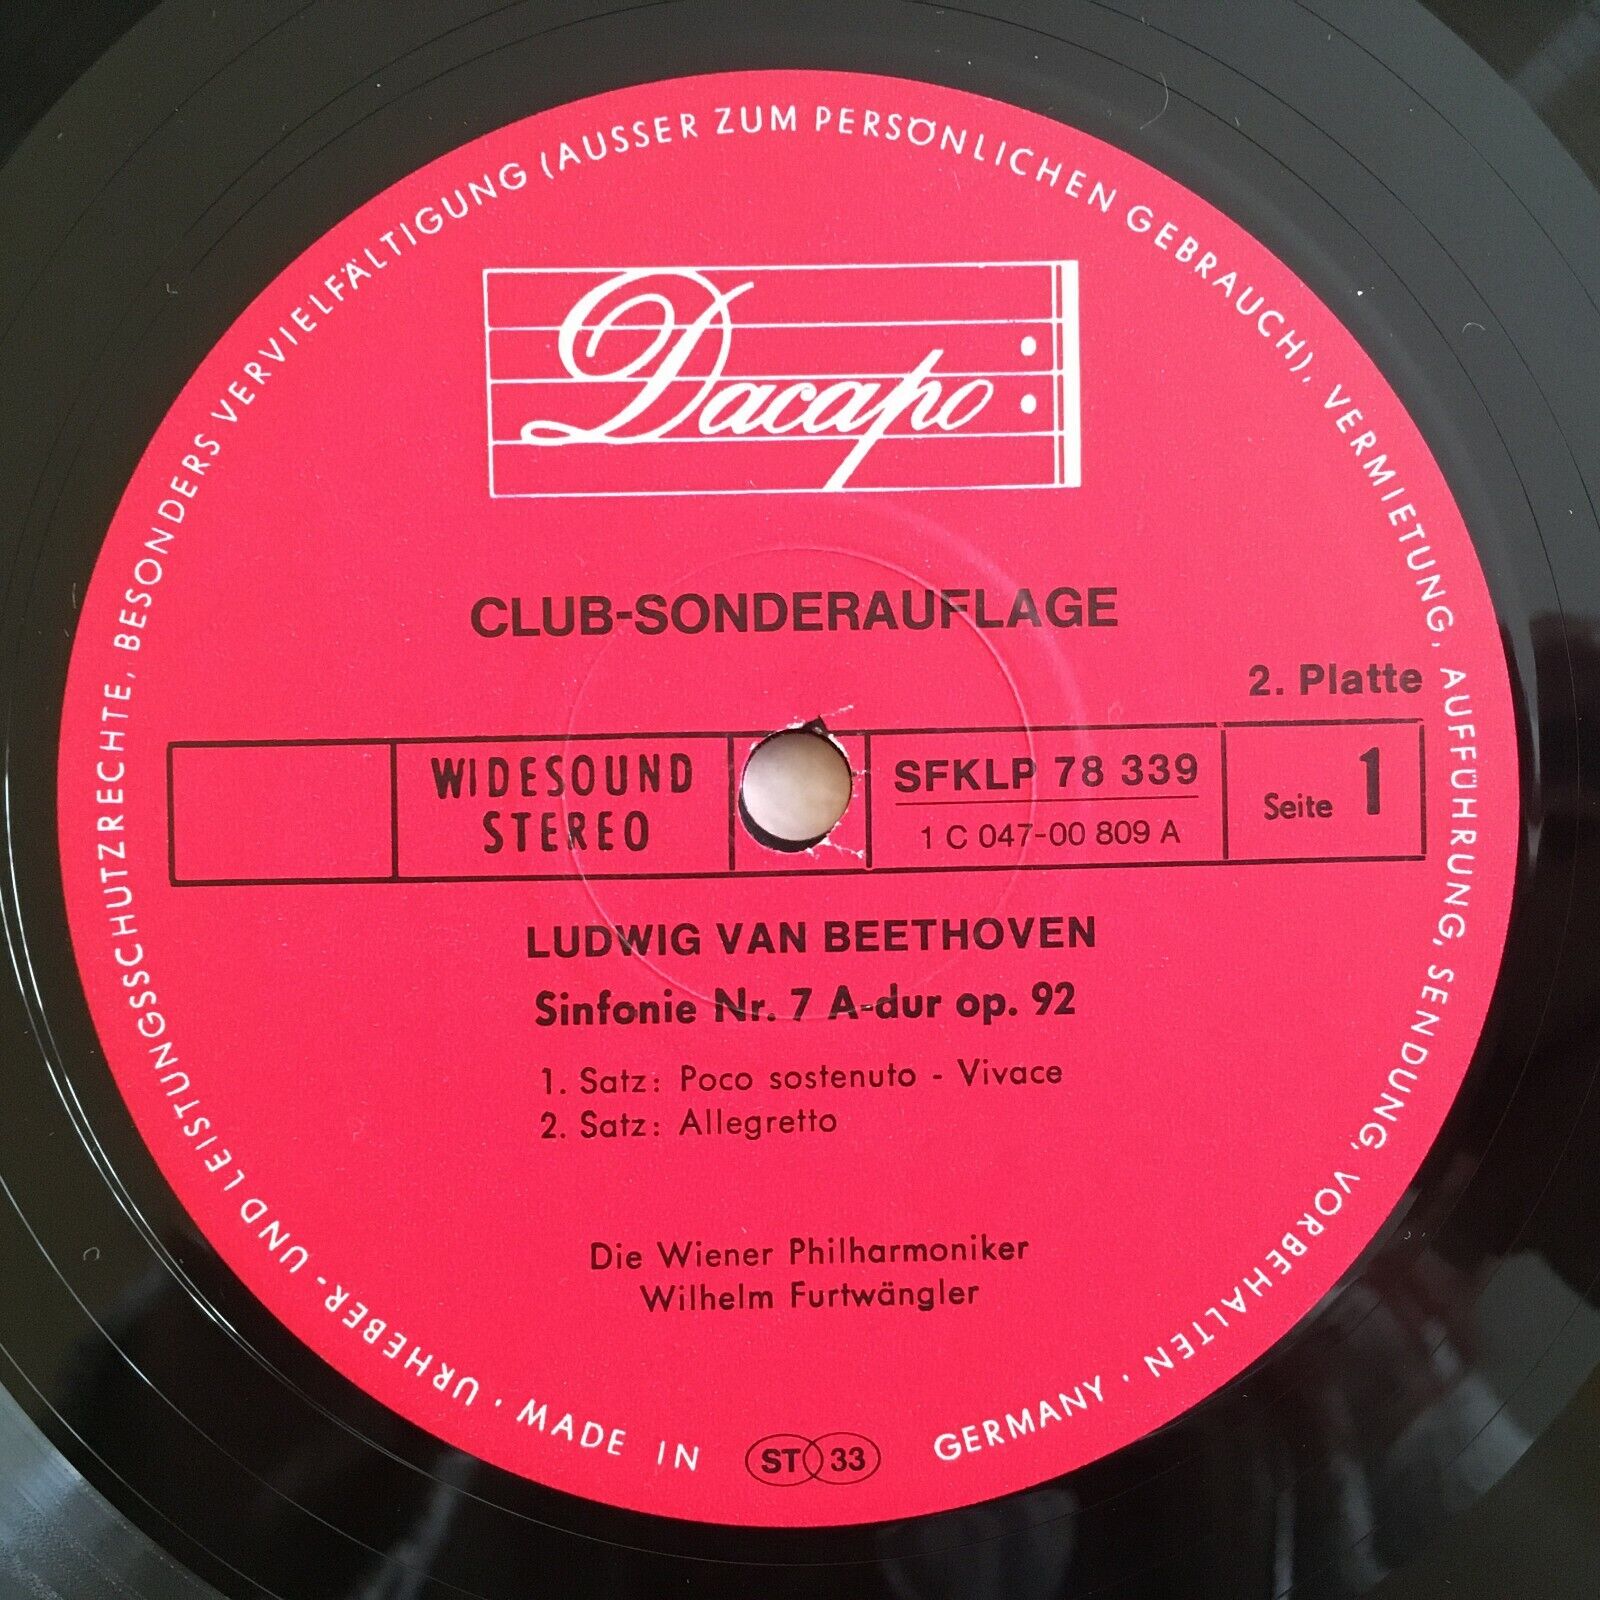 Dacapo
CLUB-SONDERAUFLAGE
2. Platte
WIDESOUND
STEREO
SFKLP 78 339
1 C 047-00 809 A
Seite 1
LUDWIG VAN BEETHOVEN
Sinfonie Nr. 7 A-dur op. 92
1. Satz: Poco sostenuto - Vivace
2. Satz: Allegretto
Die Wiener Philharmoniker
Wilhelm Furtwängler
URHEBER- UND LEISTUNGSSCHUTZRECHTE, BESONDERS VERVIELFÄLTIGUNG (AUSSER ZUM PERSÖNLICHEN GEBRAUCH), VERMIETUNG, AUFFÜHRUNG, SENDUNG, VORBEHALTEN ·
MADE IN GERMANY ·
ST 33